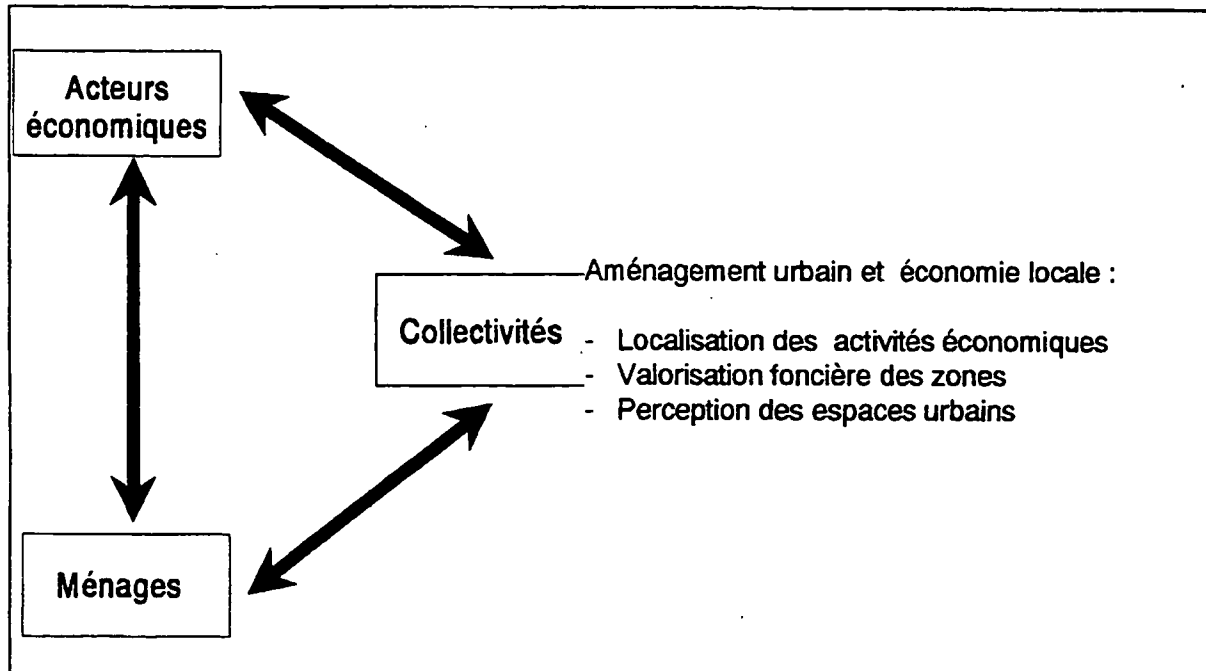 Acteurs
économiques
Aménagement urbain et économie locale :
Collectivités
- Localisation des activités économiques
- Valorisation foncière des zones
- Perception des espaces urbains
Ménages